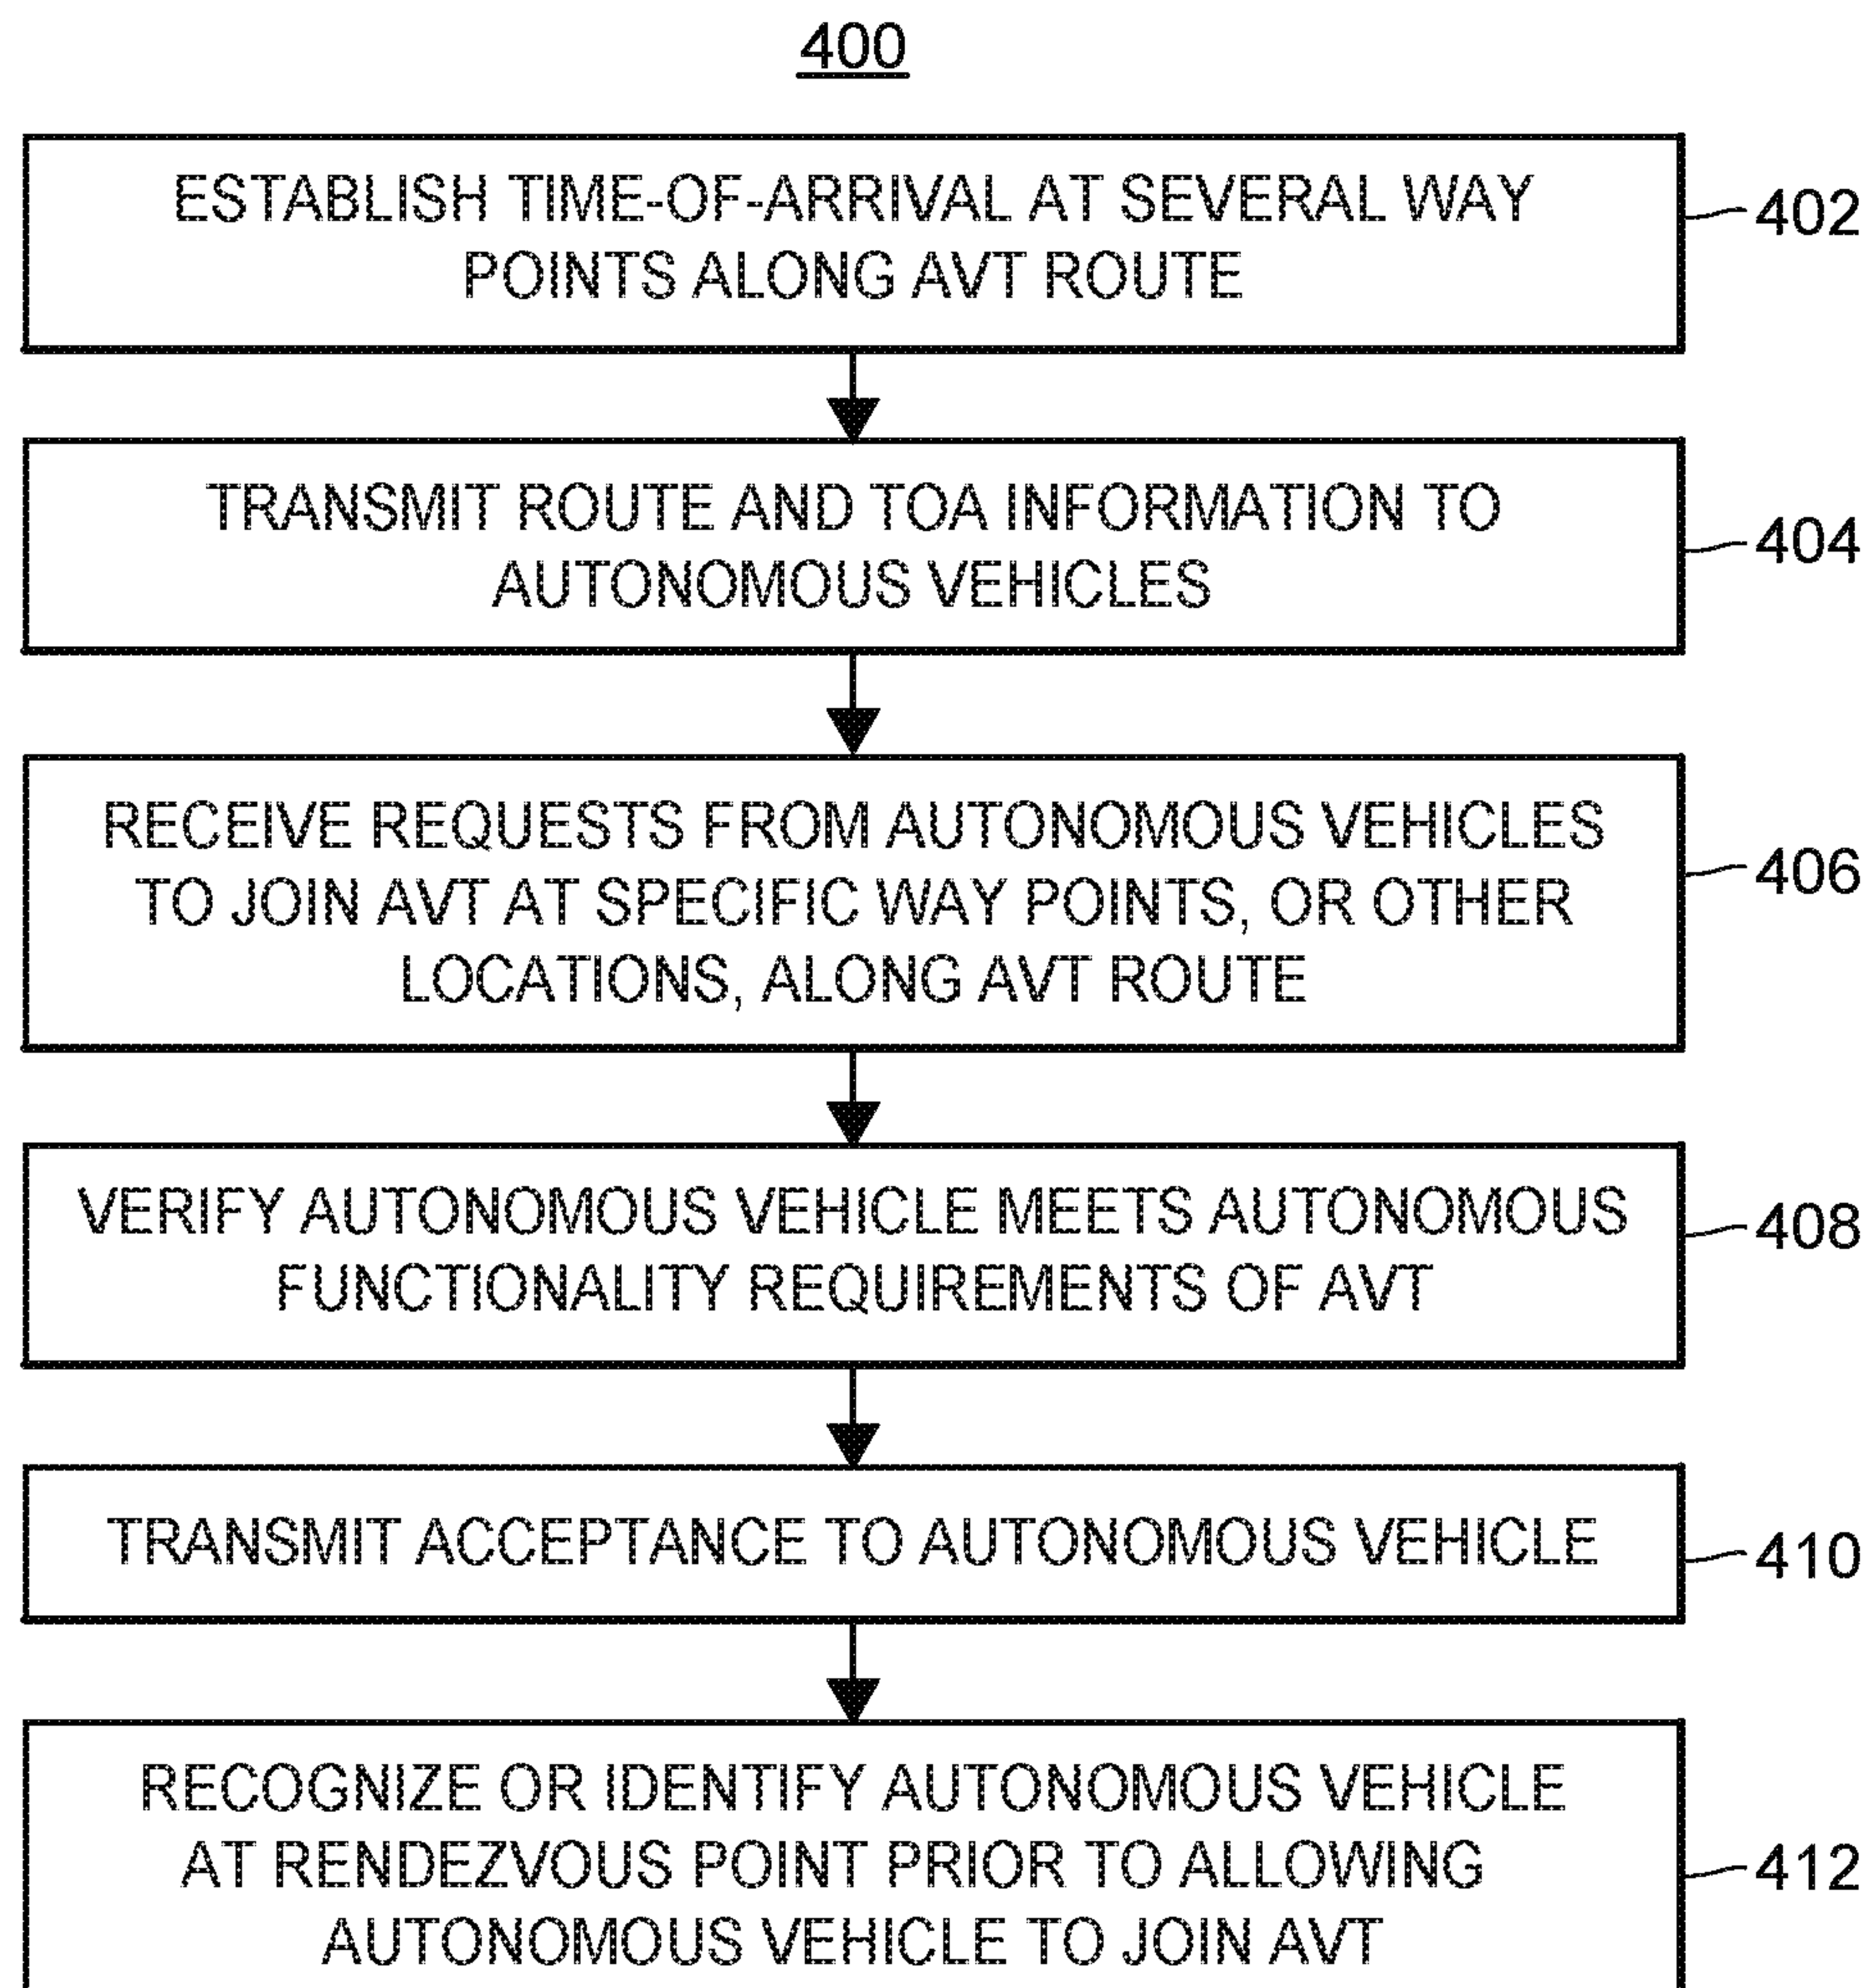 400
ESTABLISH TIME-OF-ARRIVAL AT SEVERAL WAY
POINTS ALONG AVT ROUTE
402
TRANSMIT ROUTE AND TOA INFORMATION TO
AUTONOMOUS VEHICLES
404
RECEIVE REQUESTS FROM AUTONOMOUS VEHICLES
TO JOIN AVT AT SPECIFIC WAY POINTS, OR OTHER
LOCATIONS, ALONG AVT ROUTE
406
VERIFY AUTONOMOUS VEHICLE MEETS AUTONOMOUS
FUNCTIONALITY REQUIREMENTS OF AVT
408
TRANSMIT ACCEPTANCE TO AUTONOMOUS VEHICLE
410
RECOGNIZE OR IDENTIFY AUTONOMOUS VEHICLE
AT RENDEZVOUS POINT PRIOR TO ALLOWING
AUTONOMOUS VEHICLE TO JOIN AVT
412